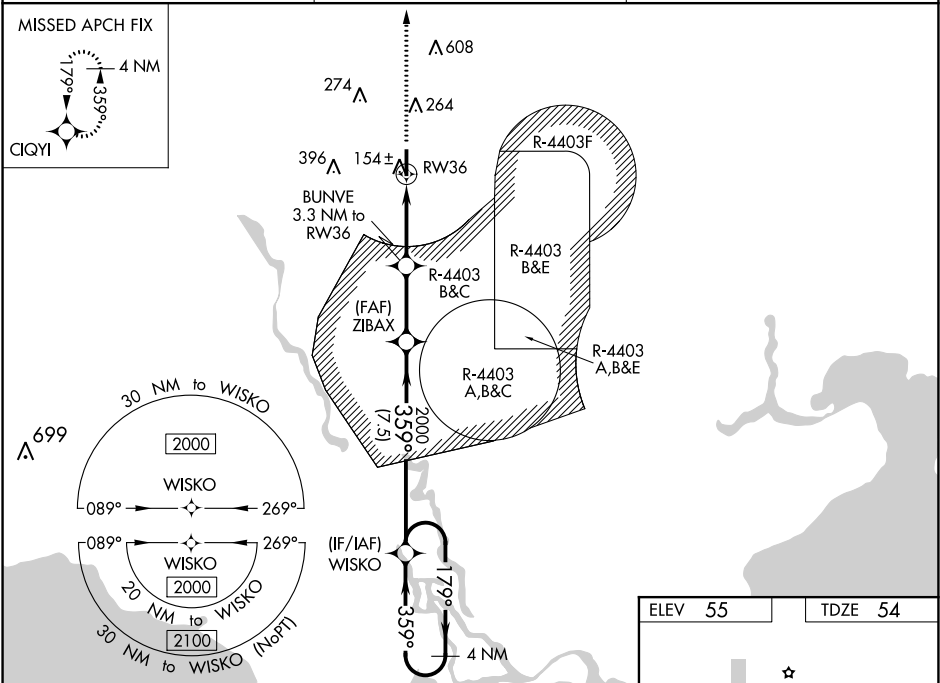 MISSED APCH FIX
4 NM
179°
359°
CIQYI
608
274
264
396
154±
RW36
BUNVE
3.3 NM to
RW36
R-4403F
R-4403
B&E
R-4403
B&C
(FAF)
ZIBAX
R-4403
A,B&E
R-4403
A,B&C
2000
359°
(7.5)
699
30 NM to WISKO
2000
WISKO
089°
269°
089°
269°
WISKO
2000
20 NM to WISKO
2100
30 NM to WISKO (NoPT)
(IF/IAF)
WISKO
179°
359°
4 NM
ELEV 55
TDZE 54